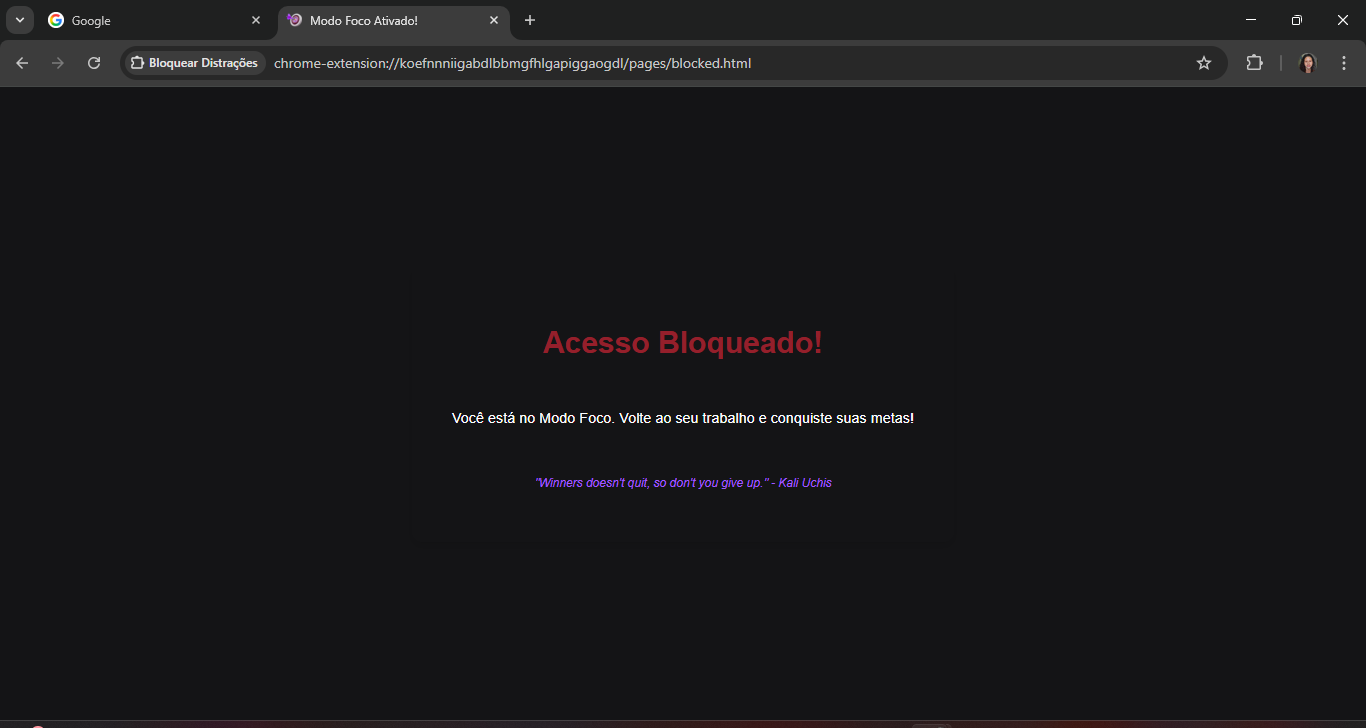 Google
Modo Foco Ativado!
Bloquear Distrações
chrome-extension://koefnnniigabdlbbmgfhlgapiggaogdl/pages/blocked.html
Acesso Bloqueado!
Você está no Modo Foco. Volte ao seu trabalho e conquiste suas metas!
"Winners doesn't quit, so don't you give up." - Kali Uchis